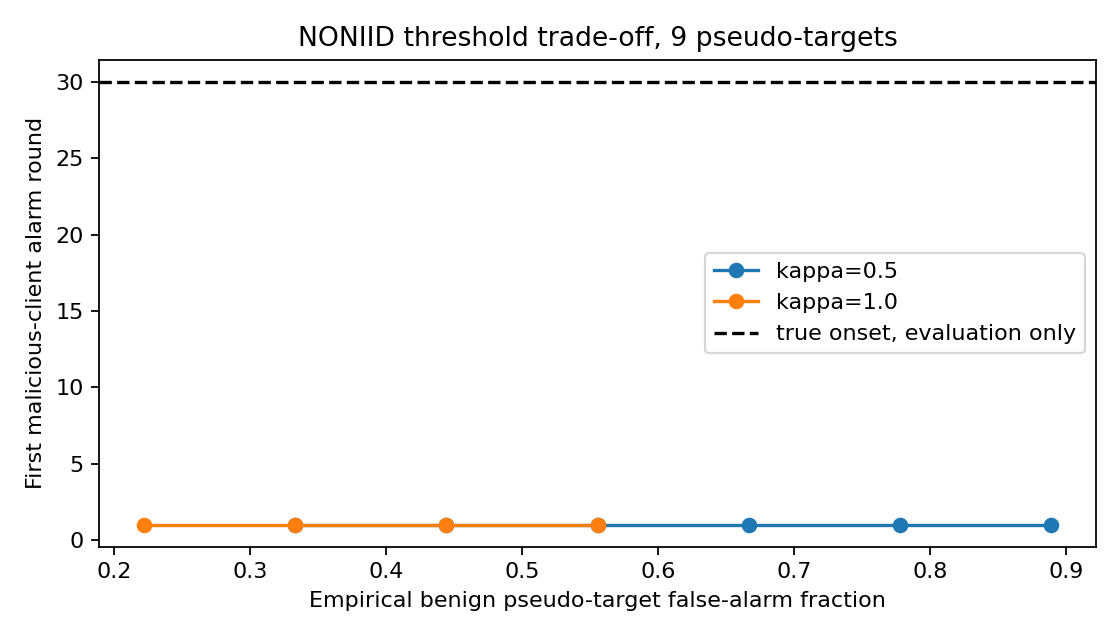 NONIID threshold trade-off, 9 pseudo-targets
First malicious-client alarm round
30
25
20
15
10
5
0
kappa=0.5
kappa=1.0
true onset, evaluation only
0.2 0.3 0.4 0.5 0.6 0.7 0.8 0.9
Empirical benign pseudo-target false-alarm fraction